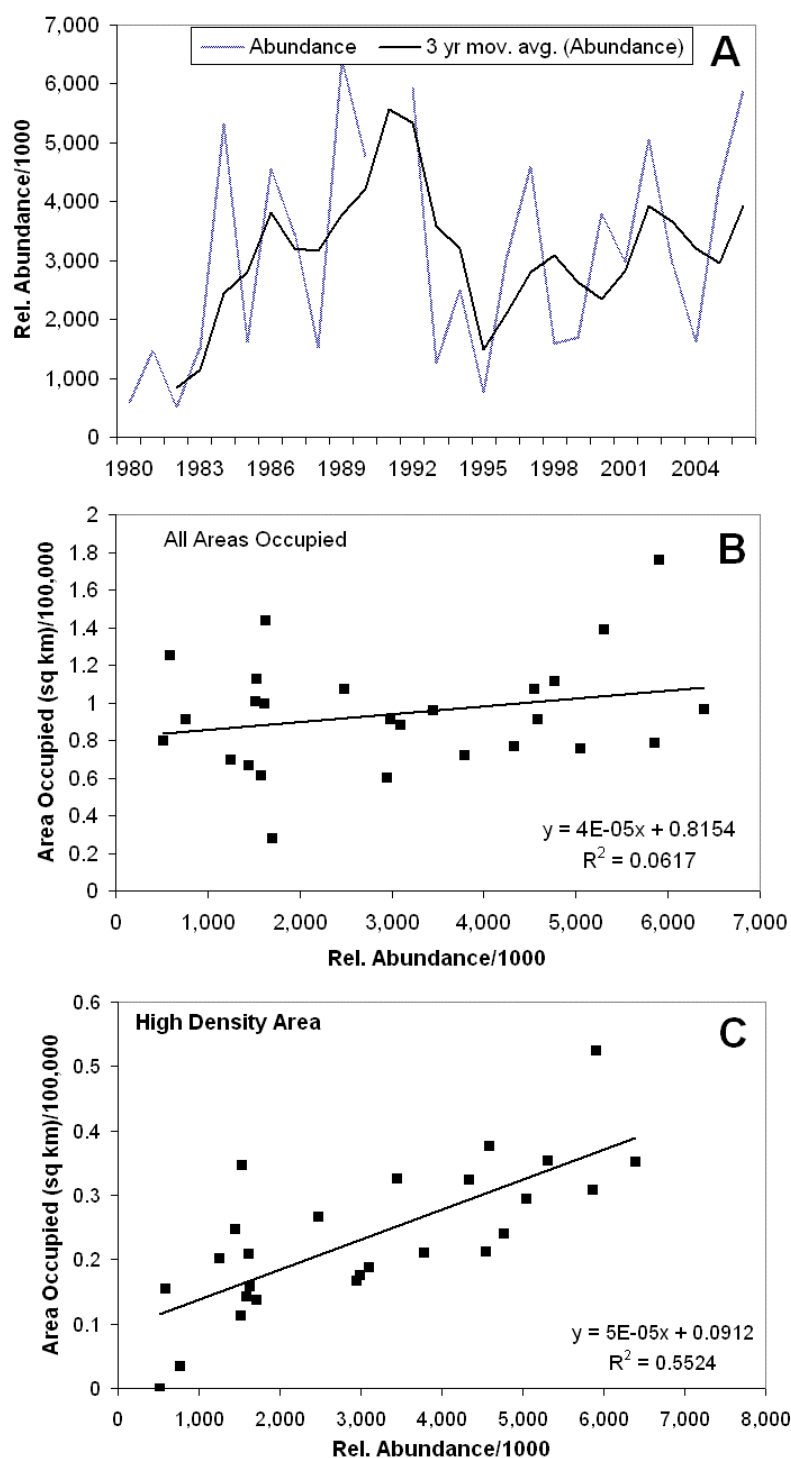 7,000
6,000
5,000
4,000
3,000
2,000
1,000
0
Rel. Abundance/1000
Abundance 3 yr mov. avg. (Abundance)
A
1980 1983 1986 1989 1992 1995 1998 2001 2004
2
1.8
1.6
1.4
1.2
1
0.8
0.6
0.4
0.2
0
Area Occupied (sq km)/100,000
All Areas Occupied
B
y = 4E-05x + 0.8154
R² = 0.0617
0 1,000 2,000 3,000 4,000 5,000 6,000 7,000
Rel. Abundance/1000
0.6
0.5
0.4
0.3
0.2
0.1
0
Area Occupied (sq km)/100,000
High Density Area
C
y = 5E-05x + 0.0912
R² = 0.5524
0 1,000 2,000 3,000 4,000 5,000 6,000 7,000 8,000
Rel. Abundance/1000